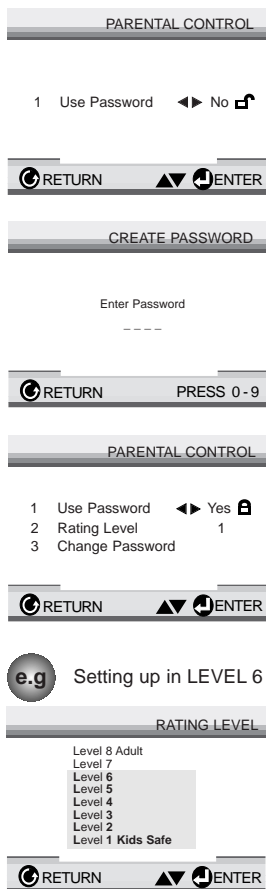 PARENTAL CONTROL
1 Use Password ◀▶ No
RETURN ▲▼ ENTER
CREATE PASSWORD
Enter Password
_ _ _ _
RETURN PRESS 0 - 9
PARENTAL CONTROL
1 Use Password ◀▶ Yes
2 Rating Level 1
3 Change Password
RETURN ▲▼ ENTER
e.g Setting up in LEVEL 6
RATING LEVEL
Level 8 Adult
Level 7
Level 6
Level 5
Level 4
Level 3
Level 2
Level 1 Kids Safe
RETURN ▲▼ ENTER